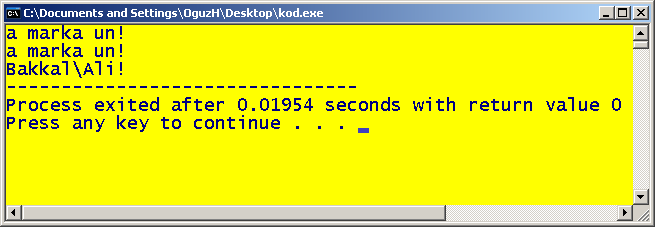 C:\Documents and Settings\OguzH\Desktop\kod.exe
a marka un!
a marka un!
Bakkal\Ali!
--------------------------------
Process exited after 0.01954 seconds with return value 0
Press any key to continue . . .